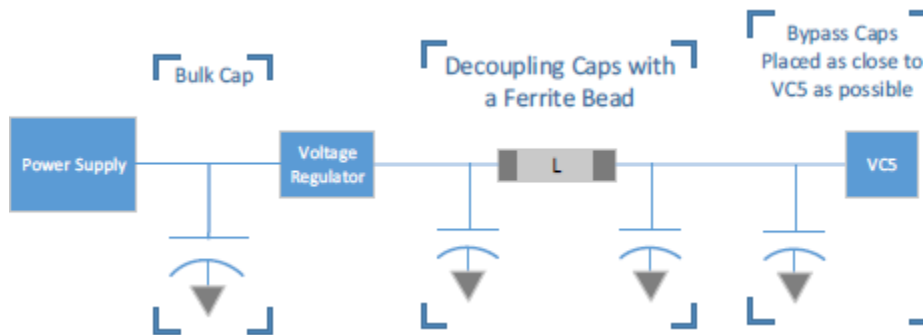 Bulk Cap
Decoupling Caps with
a Ferrite Bead
Bypass Caps
Placed as close to
VC5 as possible
Power Supply
Voltage
Regulator
L
VC5